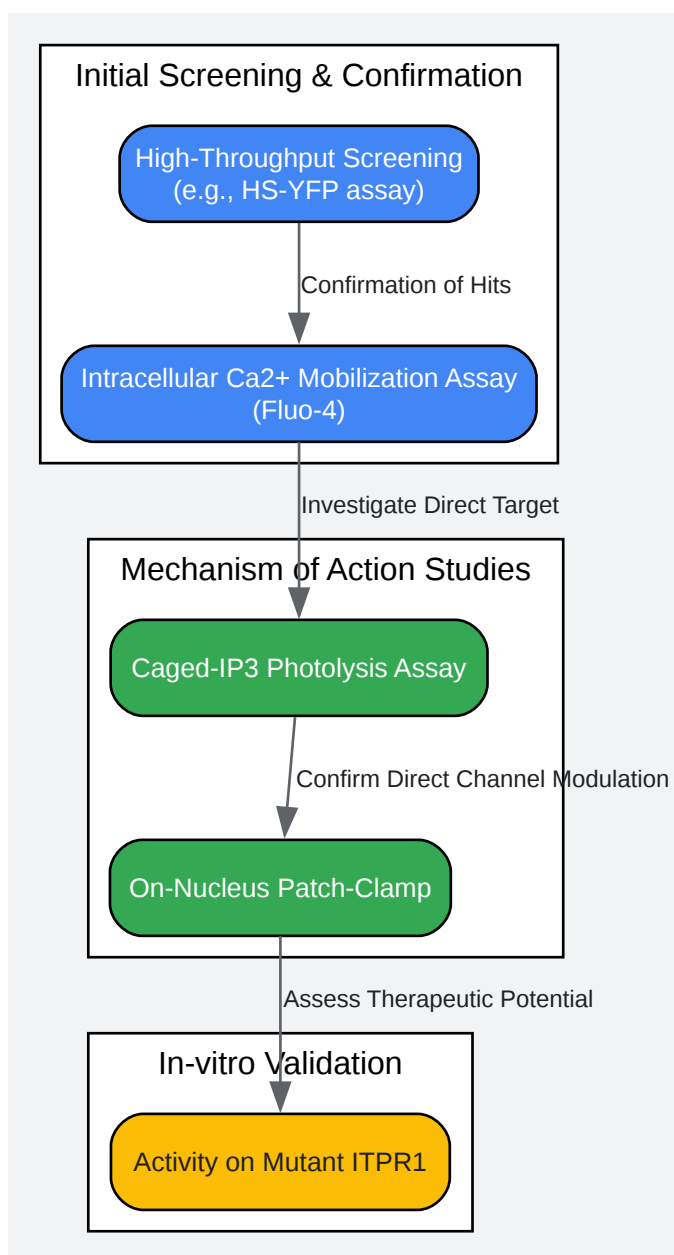 Initial Screening & Confirmation
High-Throughput Screening
(e.g., HS-YFP assay)
Confirmation of Hits
Intracellular Ca2+ Mobilization Assay
(Fluo-4)
Investigate Direct Target
Mechanism of Action Studies
Caged-IP3 Photolysis Assay
Confirm Direct Channel Modulation
On-Nucleus Patch-Clamp
Assess Therapeutic Potential
In-vitro Validation
Activity on Mutant ITPR1